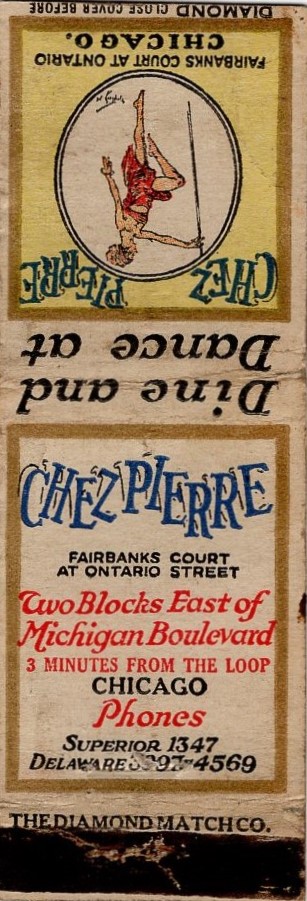 Dine and
Dance at
CHEZ PIERRE
FAIRBANKS COURT AT ONTARIO
CHICAGO.
DIAMOND CLOSE COVER BEFORE
CHEZ PIERRE
FAIRBANKS COURT
AT ONTARIO STREET
Two Blocks East of
Michigan Boulevard
3 MINUTES FROM THE LOOP
CHICAGO
Phones
SUPERIOR 1347
DELAWARE 4569
THE DIAMOND MATCH CO.